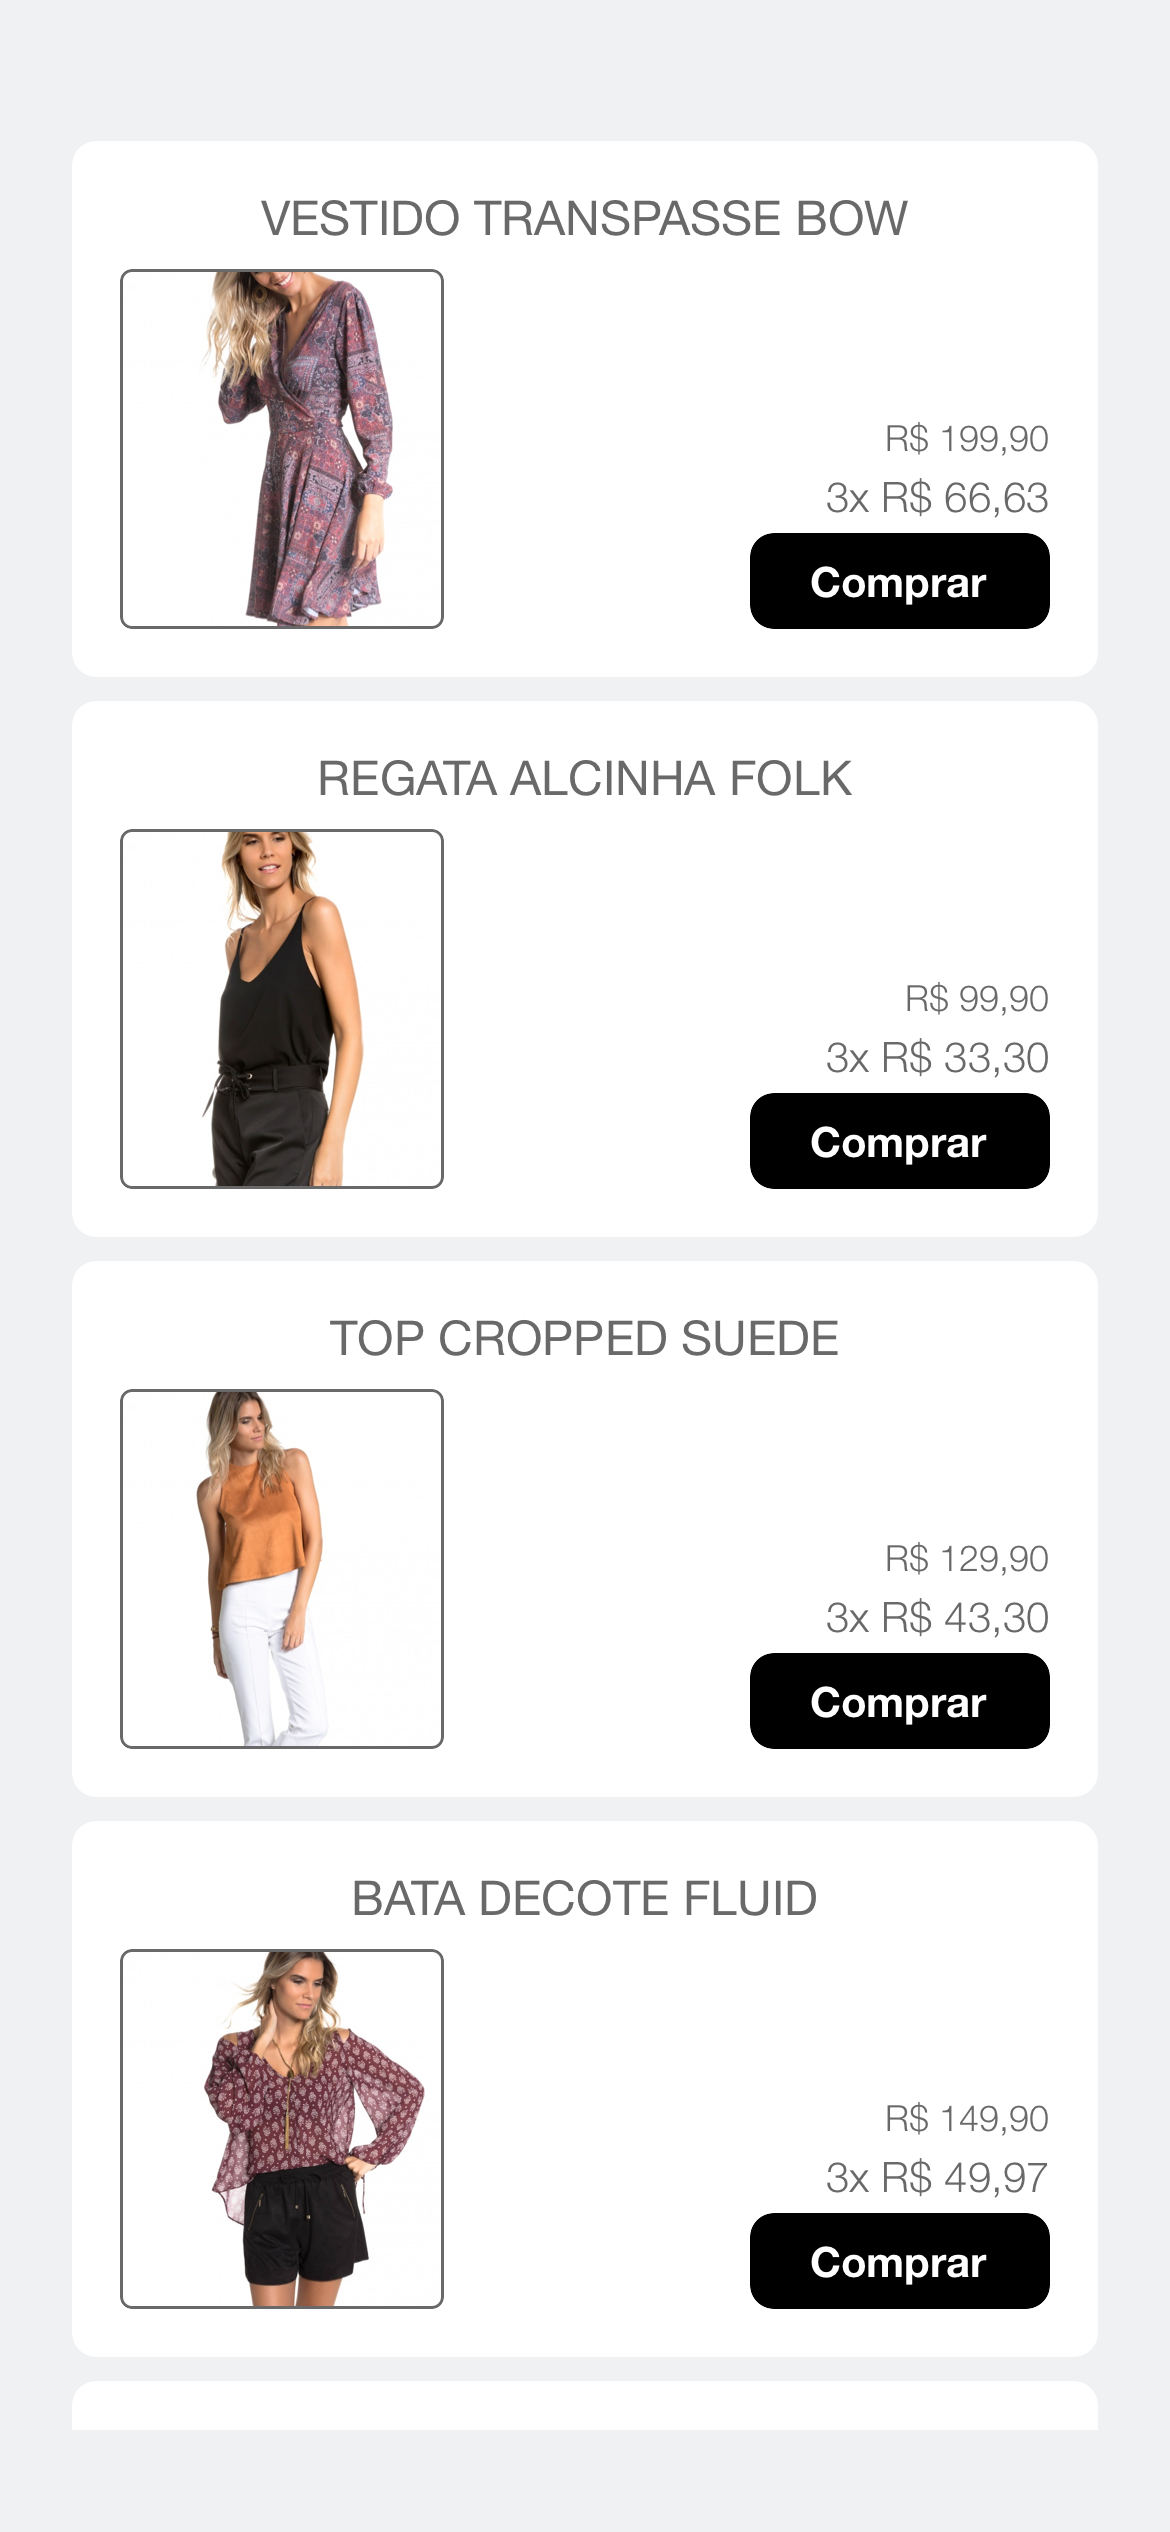 VESTIDO TRANSPASSE BOW
R$ 199,90
3x R$ 66,63
Comprar
REGATA ALCINHA FOLK
R$ 99,90
3x R$ 33,30
Comprar
TOP CROPPED SUEDE
R$ 129,90
3x R$ 43,30
Comprar
BATA DECOTE FLUID
R$ 149,90
3x R$ 49,97
Comprar